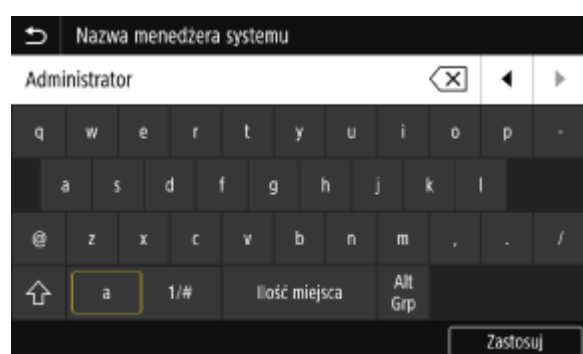 Nazwa menedżera systemu
Administrator
q w e r t y u i o p -
a s d f g h j k l
@ z x c v b n m , . /
a 1/# Ilość miejsca Alt Grp
Zastosuj